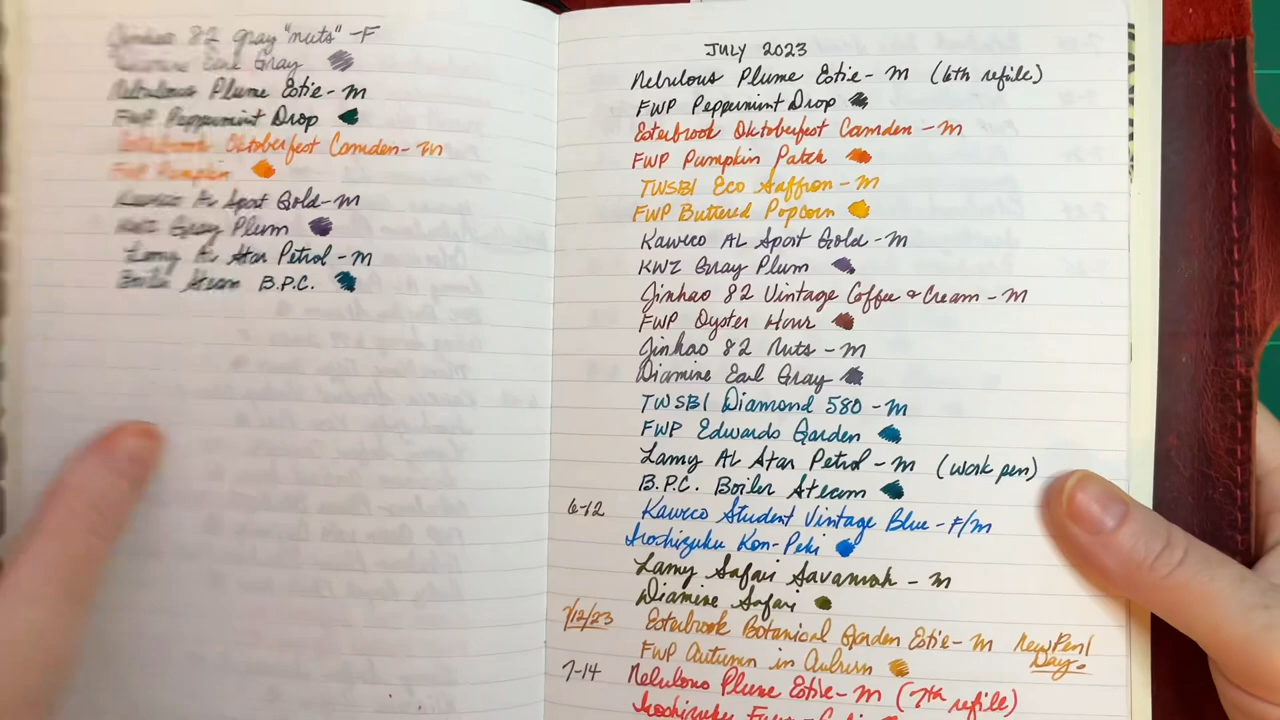 Jinhao 82 gray "nuts" - F
Diamine Earl Gray
Nebulous Plume Estie - M
FWP Peppermint Drop
Esterbrook Oktoberfest Camden - M
FWP Pumpkin
Kaweco AL Sport Gold - M
KWZ Gray Plum
Lamy AL Star Petrol - M
Boiler Steam B.P.C.
JULY 2023
Nebulous Plume Estie - M (6th refile)
FWP Peppermint Drop
Esterbrook Oktoberfest Camden - M
FWP Pumpkin Patch
TWSBI Eco Saffron - M
FWP Buttered Popcorn
Kaweco AL Sport Gold - M
KWZ Gray Plum
Jinhao 82 Vintage Coffee & Cream - M
FWP Oyster Hour
Jinhao 82 Nuts - M
Diamine Earl Gray
TWSBI Diamond 580 - M
FWP Edwards Garden
Lamy AL Star Petrol - M (work pen)
B.P.C. Boiler Steam
6-12 Kaweco Student Vintage Blue - F/M
Iroshizuku Kon-Peki
Lamy Safari Savannah - M
Diamine Safari
7/12/23 Esterbrook Botanical Garden Estie - M New Pen!
FWP Autumn in Auburn Day.
7-14 Nebulous Plume Estie - M (7th refile)
Iroshizuku